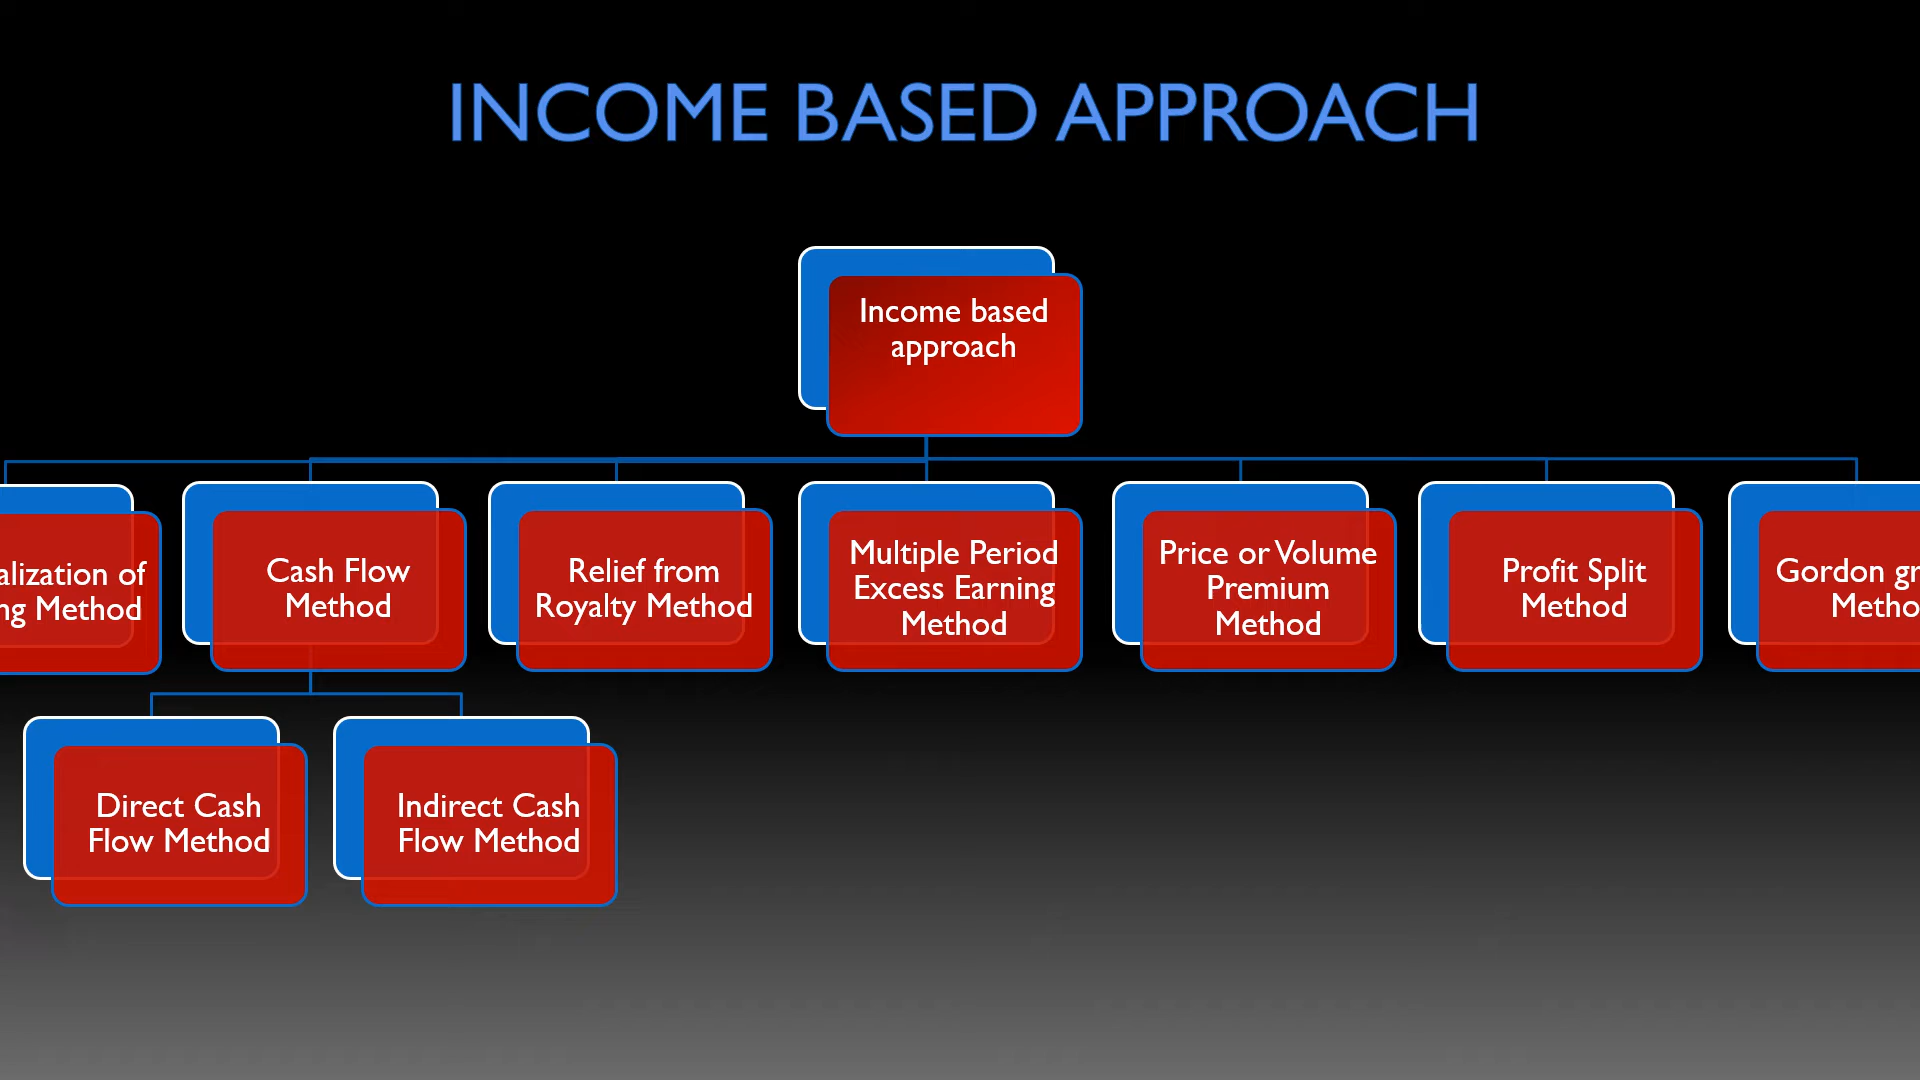 INCOME BASED APPROACH
Income based
approach
alization of
ng Method
Cash Flow
Method
Relief from
Royalty Method
Multiple Period
Excess Earning
Method
Price or Volume
Premium
Method
Profit Split
Method
Gordon gr
Metho
Direct Cash
Flow Method
Indirect Cash
Flow Method